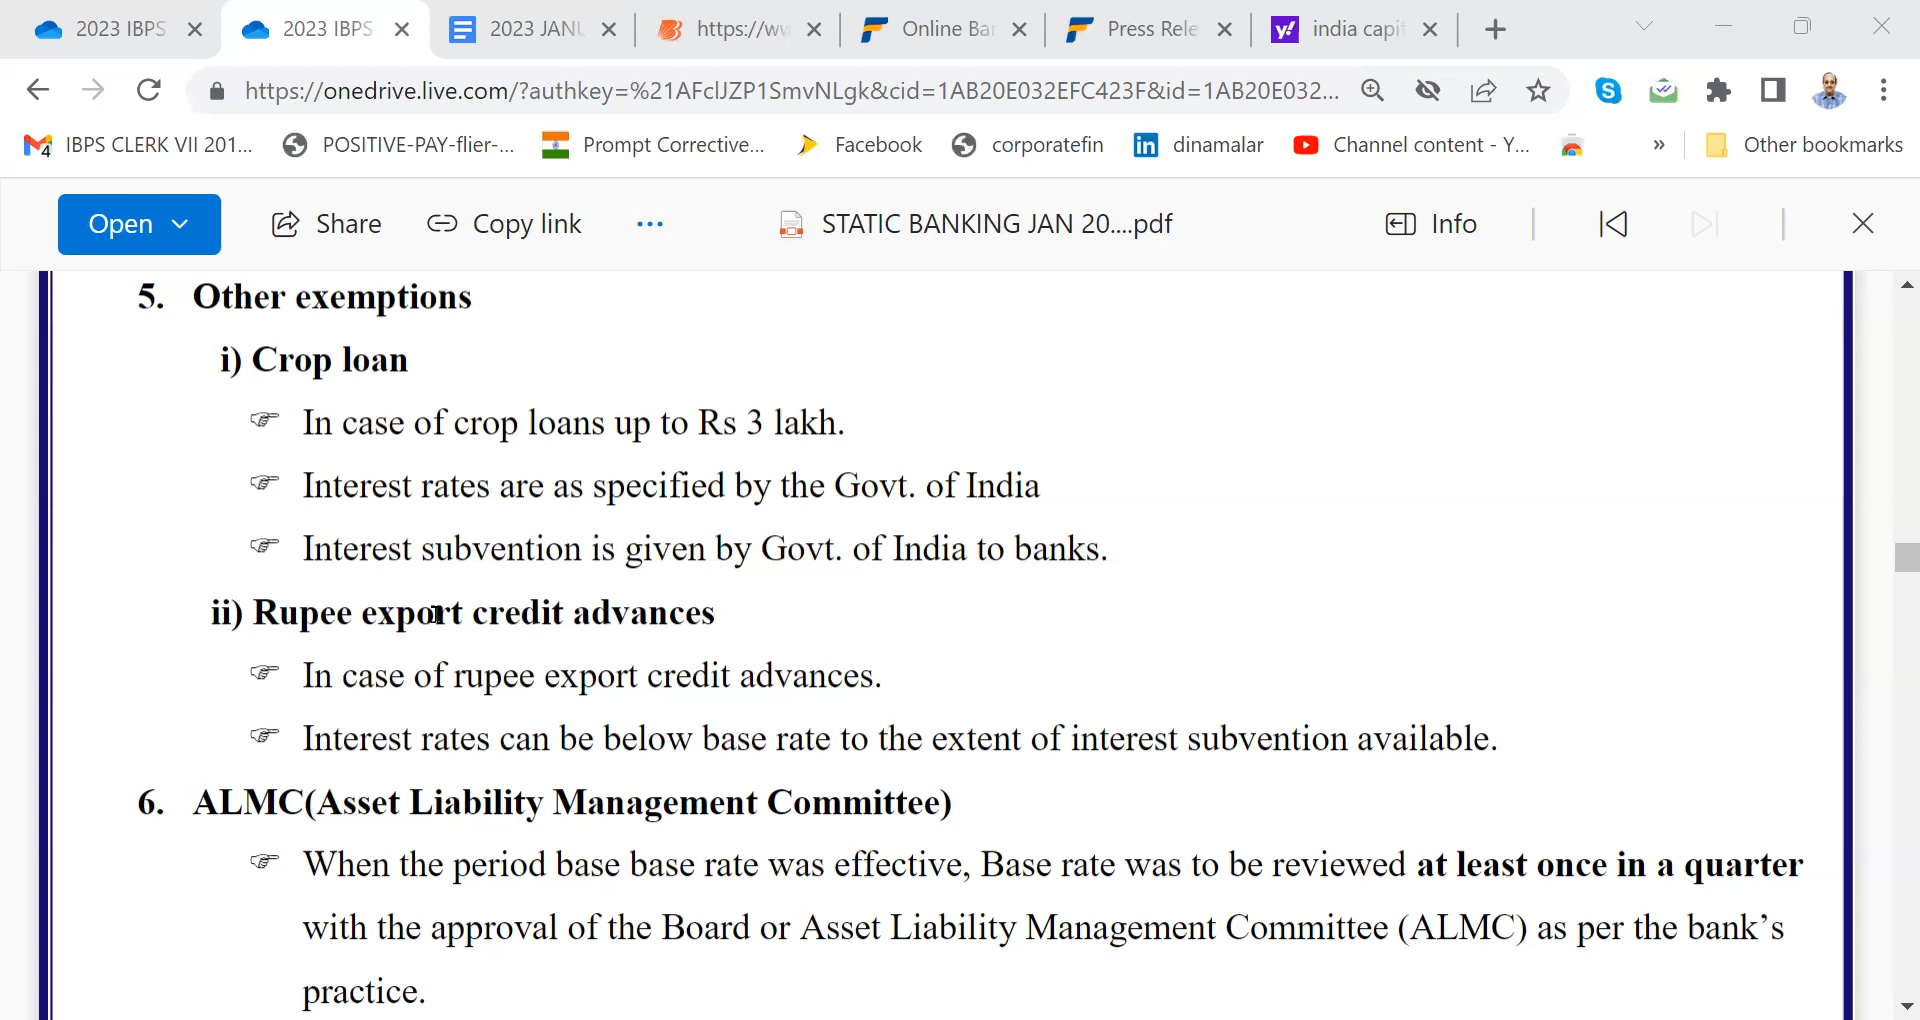 2023 IBPS
2023 IBPS
2023 JANU
https://ww
Online Ban
Press Rele
india capit
https://onedrive.live.com/?authkey=%21AFclJZP1SmvNLgk&cid=1AB20E032EFC423F&id=1AB20E032...
IBPS CLERK VII 201...
POSITIVE-PAY-flier-...
Prompt Corrective...
Facebook
corporatefin
dinamalar
Channel content - Y...
»
Other bookmarks
Open
Share
Copy link
...
STATIC BANKING JAN 20....pdf
Info
5. Other exemptions
i) Crop loan
In case of crop loans up to Rs 3 lakh.
Interest rates are as specified by the Govt. of India
Interest subvention is given by Govt. of India to banks.
ii) Rupee export credit advances
In case of rupee export credit advances.
Interest rates can be below base rate to the extent of interest subvention available.
6. ALMC(Asset Liability Management Committee)
When the period base base rate was effective, Base rate was to be reviewed at least once in a quarter
with the approval of the Board or Asset Liability Management Committee (ALMC) as per the bank’s
practice.